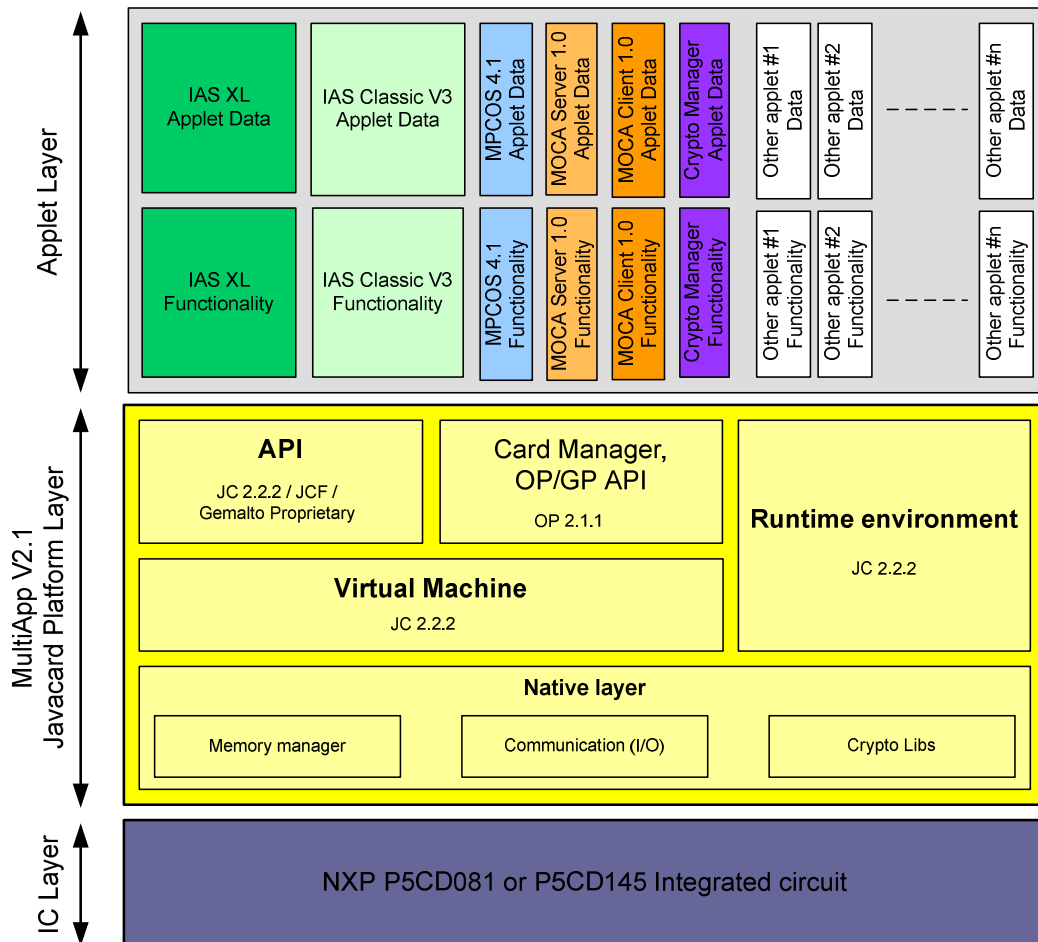 Applet Layer
IAS XL
Applet Data
IAS Classic V3
Applet Data
MPCOS 4.1
Applet Data
MOCA Server 1.0
Applet Data
MOCA Client 1.0
Applet Data
Crypto Manager
Applet Data
Other applet #1
Data
Other applet #2
Data
Other applet #n
Data
IAS XL
Functionality
IAS Classic V3
Functionality
MPCOS 4.1
Functionality
MOCA Server 1.0
Functionality
MOCA Client 1.0
Functionality
Crypto Manager
Functionality
Other applet #1
Functionality
Other applet #2
Functionality
Other applet #n
Functionality
MultiApp V2.1
Javacard Platform Layer
API
JC 2.2.2 / JCF /
Gemalto Proprietary
Card Manager,
OP/GP API
OP 2.1.1
Runtime environment
JC 2.2.2
Virtual Machine
JC 2.2.2
Native layer
Memory manager
Communication (I/O)
Crypto Libs
IC Layer
NXP P5CD081 or P5CD145 Integrated circuit